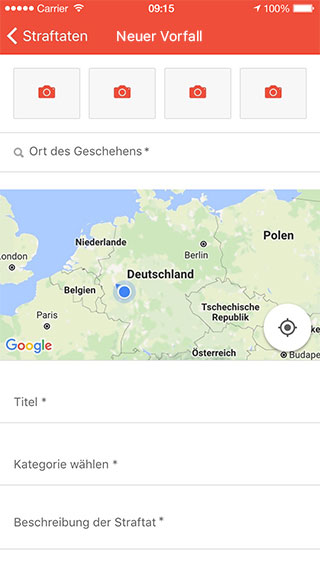 Carrier 09:15 100%
Straftaten Neuer Vorfall
Ort des Geschehens *
Niederlande
Polen
London
Berlin
Deutschland
Belgien
Tschechische
Republik
Paris
Google
Österreich
Budape
Titel *
Kategorie wählen *
Beschreibung der Straftat *